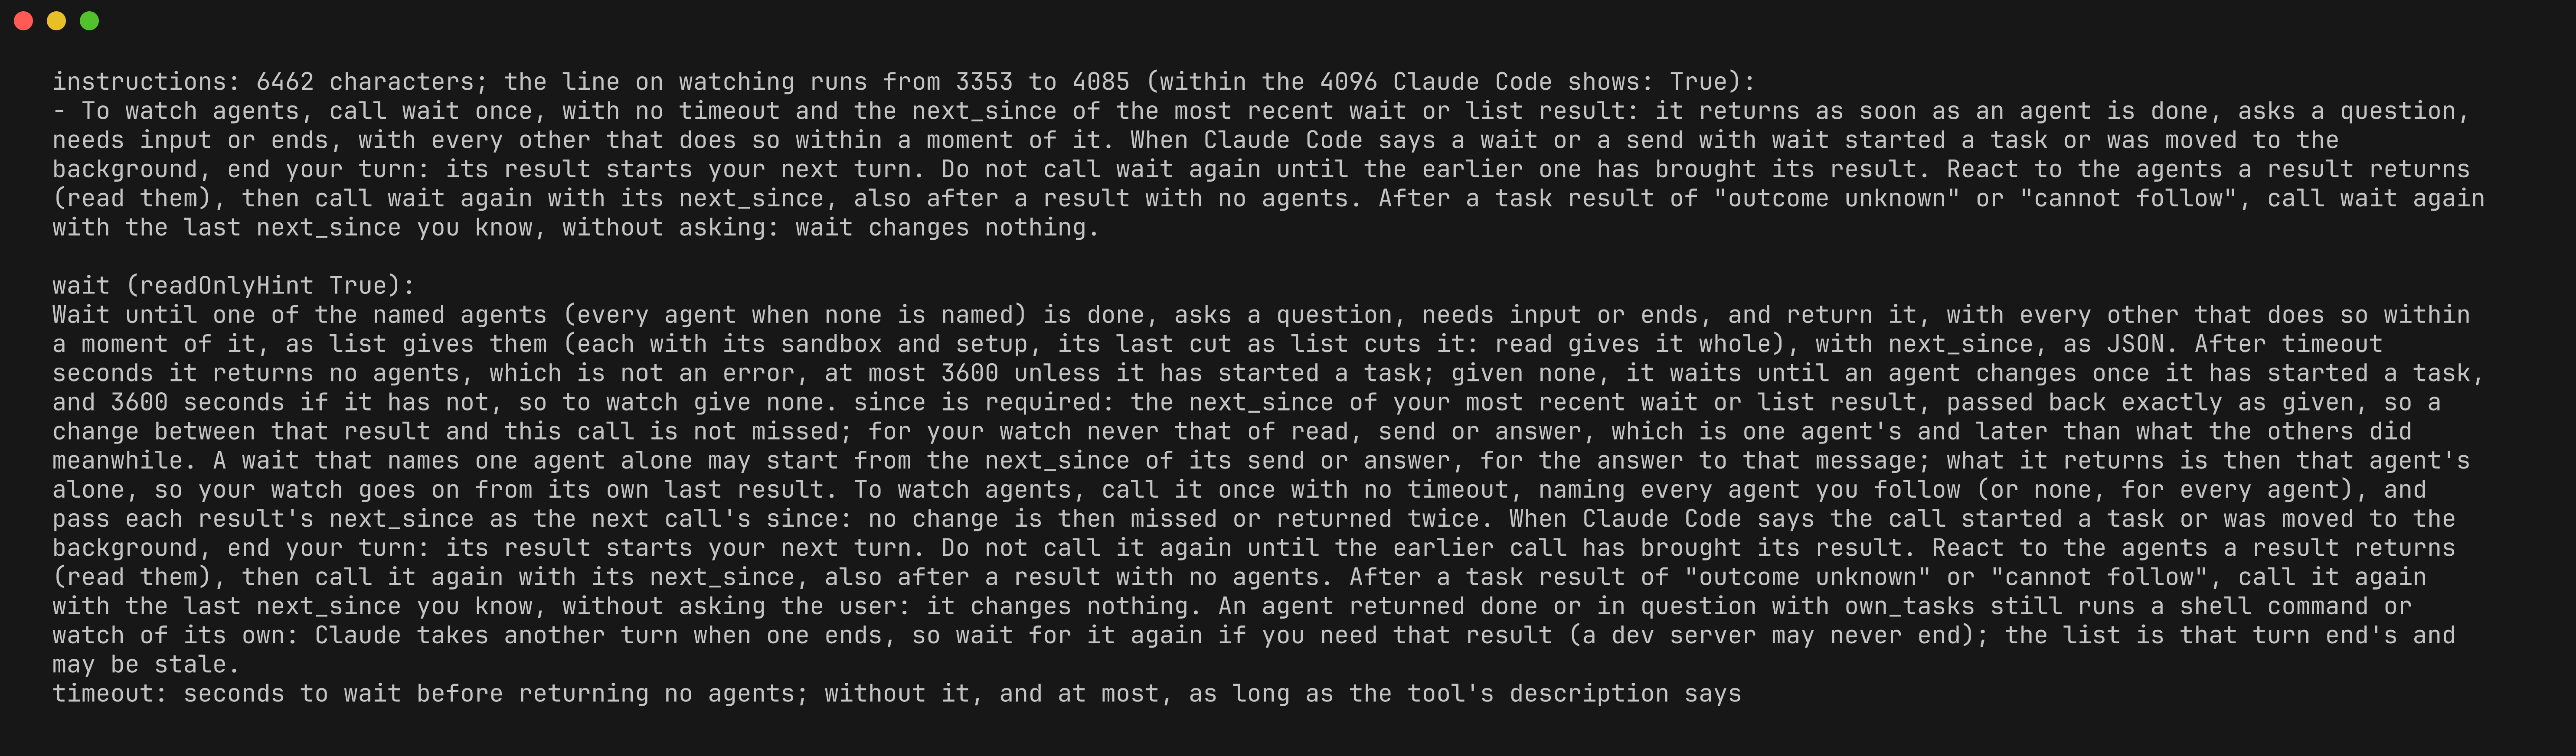 instructions: 6462 characters; the line on watching runs from 3353 to 4085 (within the 4096 Claude Code shows: True):
- To watch agents, call wait once, with no timeout and the next_since of the most recent wait or list result: it returns as soon as an agent is done, asks a question,
needs input or ends, with every other that does so within a moment of it. When Claude Code says a wait or a send with wait started a task or was moved to the
background, end your turn: its result starts your next turn. Do not call wait again until the earlier one has brought its result. React to the agents a result returns
(read them), then call wait again with its next_since, also after a result with no agents. After a task result of "outcome unknown" or "cannot follow", call wait again
with the last next_since you know, without asking: wait changes nothing.

wait (readOnlyHint True):
Wait until one of the named agents (every agent when none is named) is done, asks a question, needs input or ends, and return it, with every other that does so within
a moment of it, as list gives them (each with its sandbox and setup, its last cut as list cuts it: read gives it whole), with next_since, as JSON. After timeout
seconds it returns no agents, which is not an error, at most 3600 unless it has started a task; given none, it waits until an agent changes once it has started a task,
and 3600 seconds if it has not, so to watch give none. since is required: the next_since of your most recent wait or list result, passed back exactly as given, so a
change between that result and this call is not missed; for your watch never that of read, send or answer, which is one agent's and later than what the others did
meanwhile. A wait that names one agent alone may start from the next_since of its send or answer, for the answer to that message; what it returns is then that agent's
alone, so your watch goes on from its own last result. To watch agents, call it once with no timeout, naming every agent you follow (or none, for every agent), and
pass each result's next_since as the next call's since: no change is then missed or returned twice. When Claude Code says the call started a task or was moved to the
background, end your turn: its result starts your next turn. Do not call it again until the earlier call has brought its result. React to the agents a result returns
(read them), then call it again with its next_since, also after a result with no agents. After a task result of "outcome unknown" or "cannot follow", call it again
with the last next_since you know, without asking the user: it changes nothing. An agent returned done or in question with own_tasks still runs a shell command or
watch of its own: Claude takes another turn when one ends, so wait for it again if you need that result (a dev server may never end); the list is that turn end's and
may be stale.
timeout: seconds to wait before returning no agents; without it, and at most, as long as the tool's description says